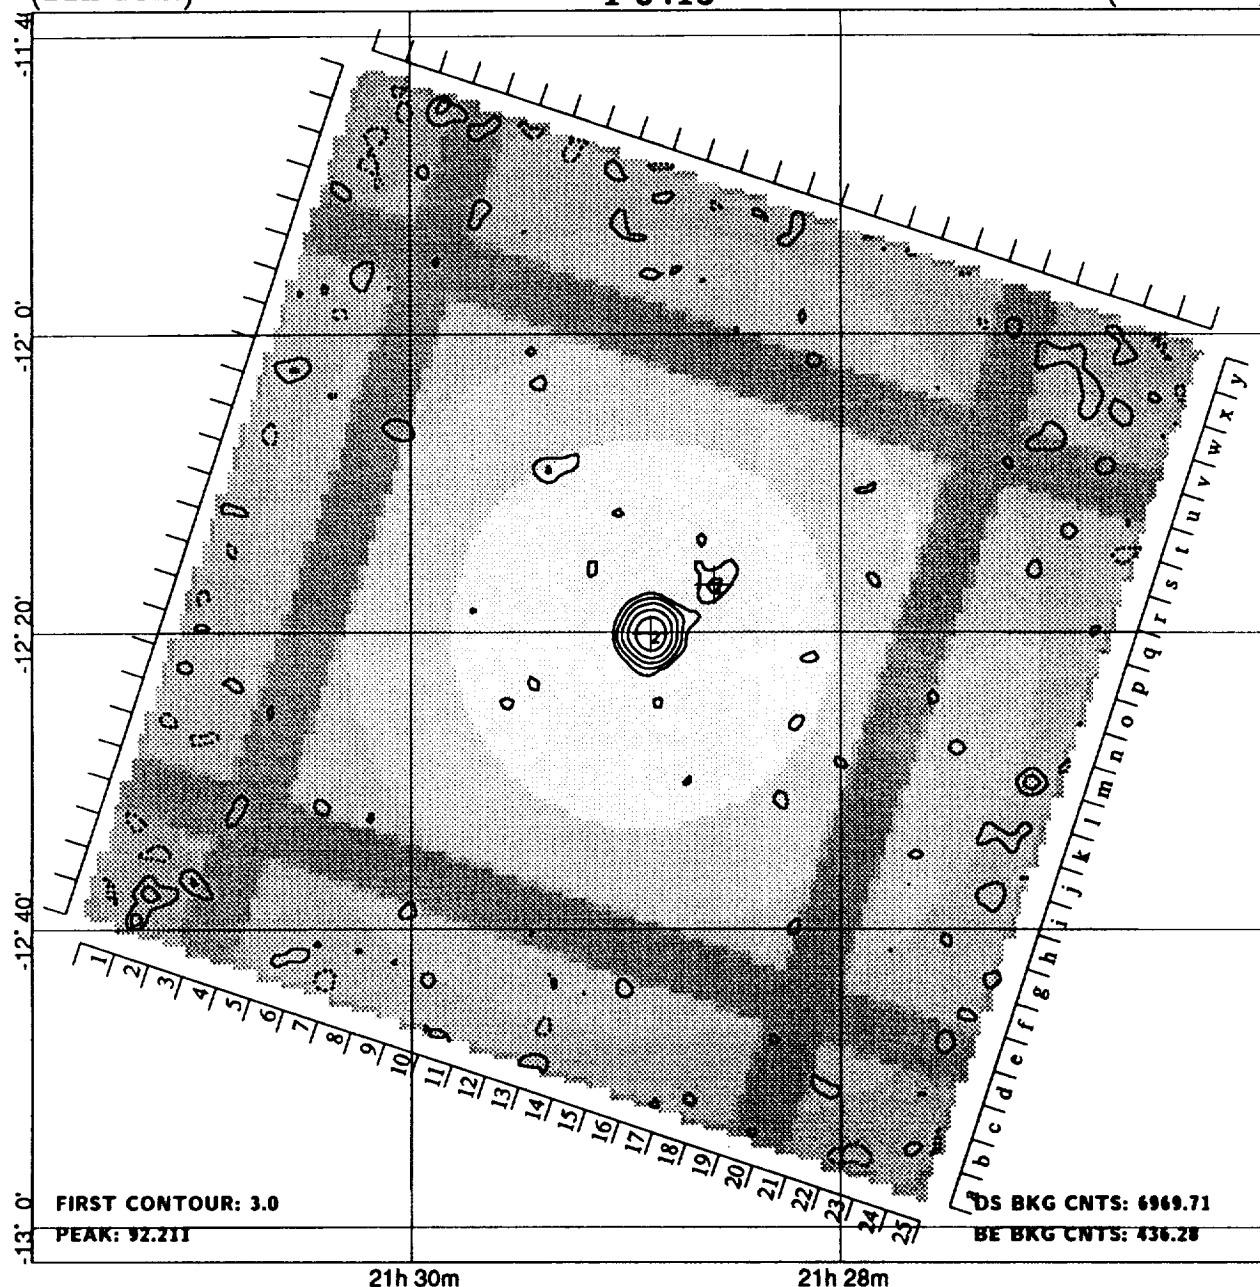 -12° 0'
-12° 20'
-12° 40'
-13° 0'
2
y
x
w
v
u
t
s
r
q
p
o
n
m
l
k
j
i
h
g
f
e
d
c
b
a
1 2 3 4 5 6 7 8 9 10 11 12 13 14 15 16 17 18 19 20 21 22 23 24 25
FIRST CONTOUR: 3.0
PEAK: 92.211
DS BKG CNTS: 6969.71
BE BKG CNTS: 436.28
21h 30m
21h 28m